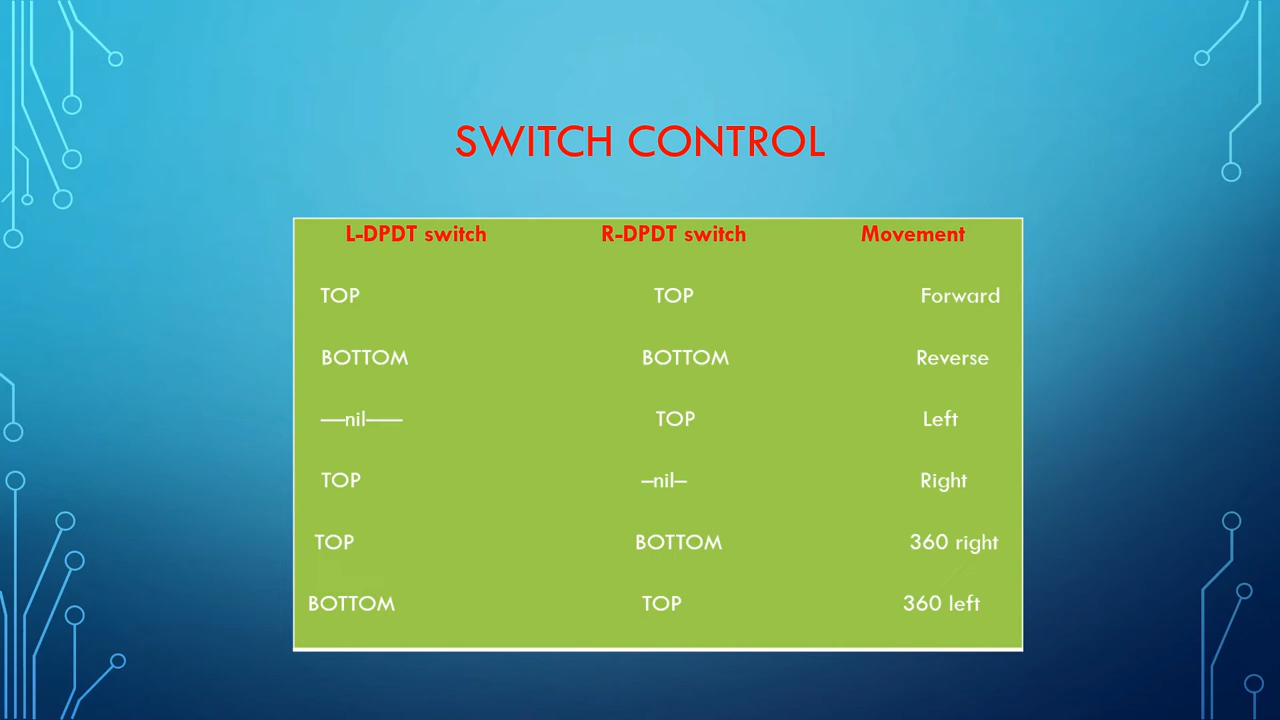 SWITCH CONTROL
L-DPDT switch R-DPDT switch Movement
TOP TOP Forward
BOTTOM BOTTOM Reverse
—–nil—— TOP Left
TOP –nil– Right
TOP BOTTOM 360 right
BOTTOM TOP 360 left